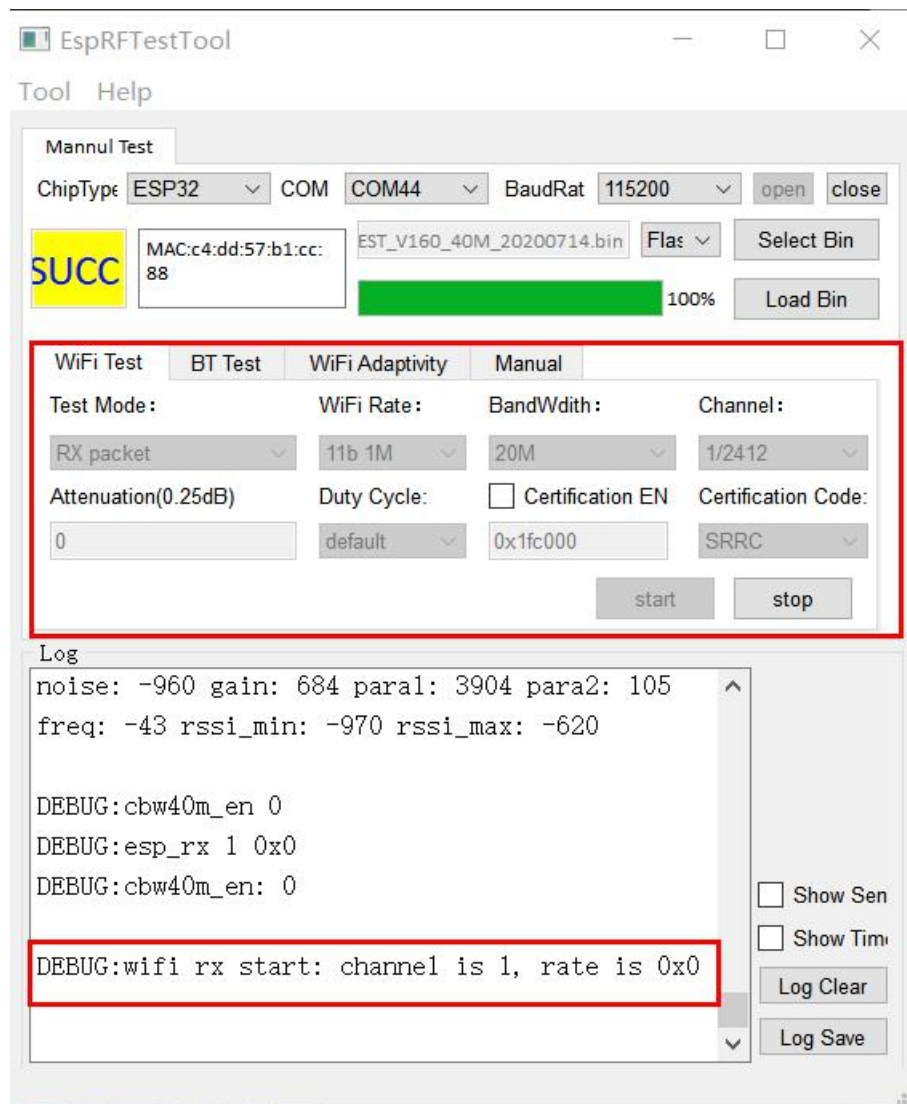 EspRFTestTool
Tool Help
Mannul Test
ChipType ESP32 COM COM44 BaudRat 115200 open close
SUCC MAC:c4:dd:57:b1:cc: EST_V160_40M_20200714.bin Flas Select Bin
88
100% Load Bin
WiFi Test BT Test WiFi Adaptivity Manual
Test Mode: WiFi Rate: BandWdith: Channel:
RX packet 11b 1M 20M 1/2412
Attenuation(0.25dB) Duty Cycle: Certification EN Certification Code:
0 default 0x1fc000 SRRC
start stop
Log
noise: -960 gain: 684 para1: 3904 para2: 105
freq: -43 rssi_min: -970 rssi_max: -620
DEBUG:cbw40m_en 0
DEBUG:esp_rx 1 0x0
DEBUG:cbw40m_en: 0
Show Sen
Show Tim
DEBUG:wifi rx start: channel is 1, rate is 0x0
Log Clear
Log Save